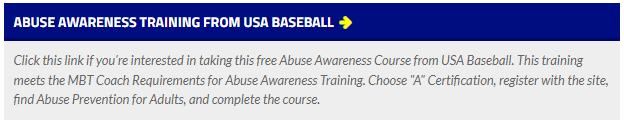 ABUSE AWARENESS TRAINING FROM USA BASEBALL
Click this link if you're interested in taking this free Abuse Awareness Course from USA Baseball. This training
meets the MBT Coach Requirements for Abuse Awareness Training. Choose "A" Certification, register with the site,
find Abuse Prevention for Adults, and complete the course.